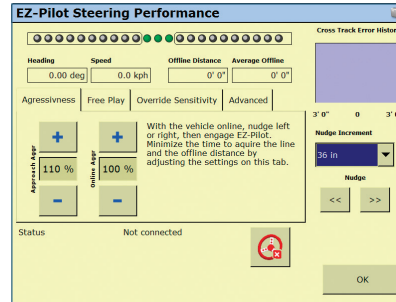 EZ-Pilot Steering Performance
Cross Track Error Histor
Heading
Speed
Offline Distance
Average Offline
0.00 deg
0.0 kph
0' 0"
0' 0"
Agressivness
Free Play
Override Sensitivity
Advanced
3' 0"
0
3'
Approach Aggr
+
110 %
-
Online Aggr
+
100 %
-
With the vehicle online, nudge left
or right, then engage EZ-Pilot.
Minimize the time to aquire the line
and the offline distance by
adjusting the settings on this tab.
Nudge Increment
36 in
Nudge
<<
>>
Status
Not connected
OK